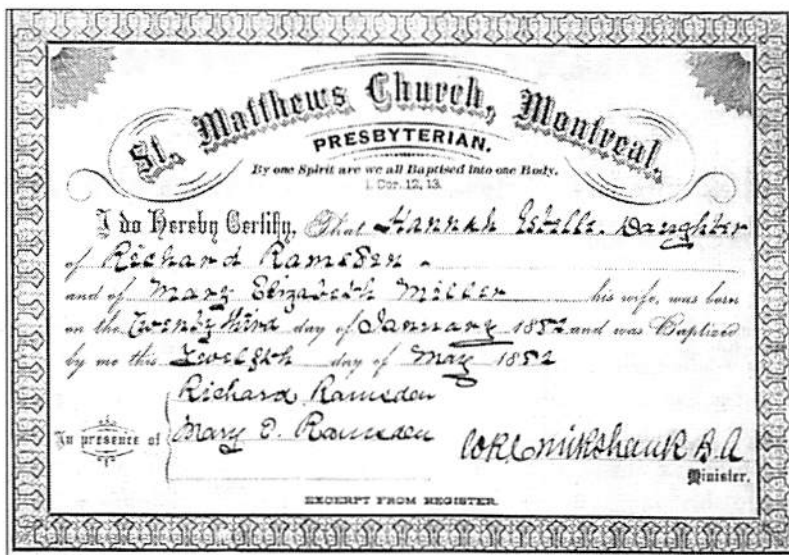 St. Matthews Church, Montreal.
PRESBYTERIAN.
By one Spirit are we all Baptised into one Body.
1. Cor. 12, 13.
I do Hereby Certify, That Hannah Estelle. Daughter
of Richard Ramsden
and of Mary Elizabeth Miller his wife, was born
on the Twenty third day of January 1882 and was Baptized
by me this Twelfth day of May 1882
Richard Ramsden
In presence of Mary E. Ramsden
B.A
Minister.
EXCERPT FROM REGISTER.